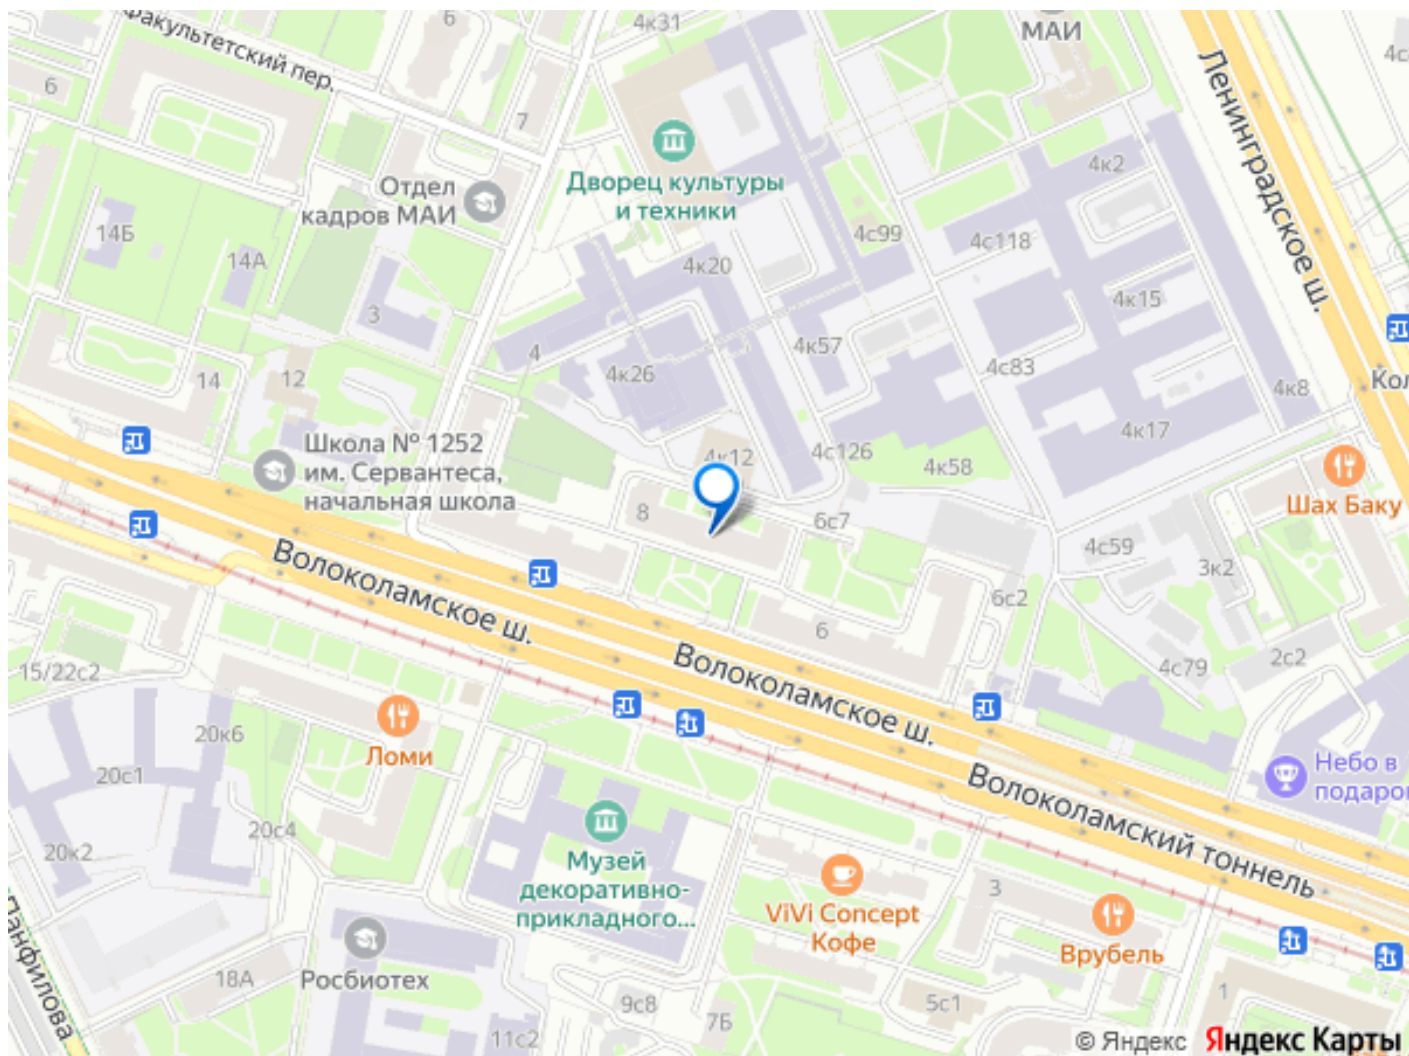 Факультетский пер.
6
4к31
МАИ
Ленинградское ш.
6
7
Отдел
кадров МАИ
Дворец культуры
и техники
4к2
14Б
14А
4с99
4с118
4к20
3
4к15
4
4к57
4с83
4к26
14
12
4к8
Школа № 1252
им. Сервантеса,
начальная школа
4к12
4с126
4к17
4к58
Шах Баку
8
6с7
4с59
3к2
Волоколамское ш.
6с2
6
Волоколамское ш.
4с79
2с2
15/22с2
20к6
Ломи
20с1
Небо в
Волоколамский тоннель
20с4
20к2
Музей
декоративно-
прикладного...
ViVi Concept
Кофе
3
Врубель
Панфилова
18А
Росбиотех
9с8
7Б
5с1
1
11с2
© Яндекс Яндекс Карты